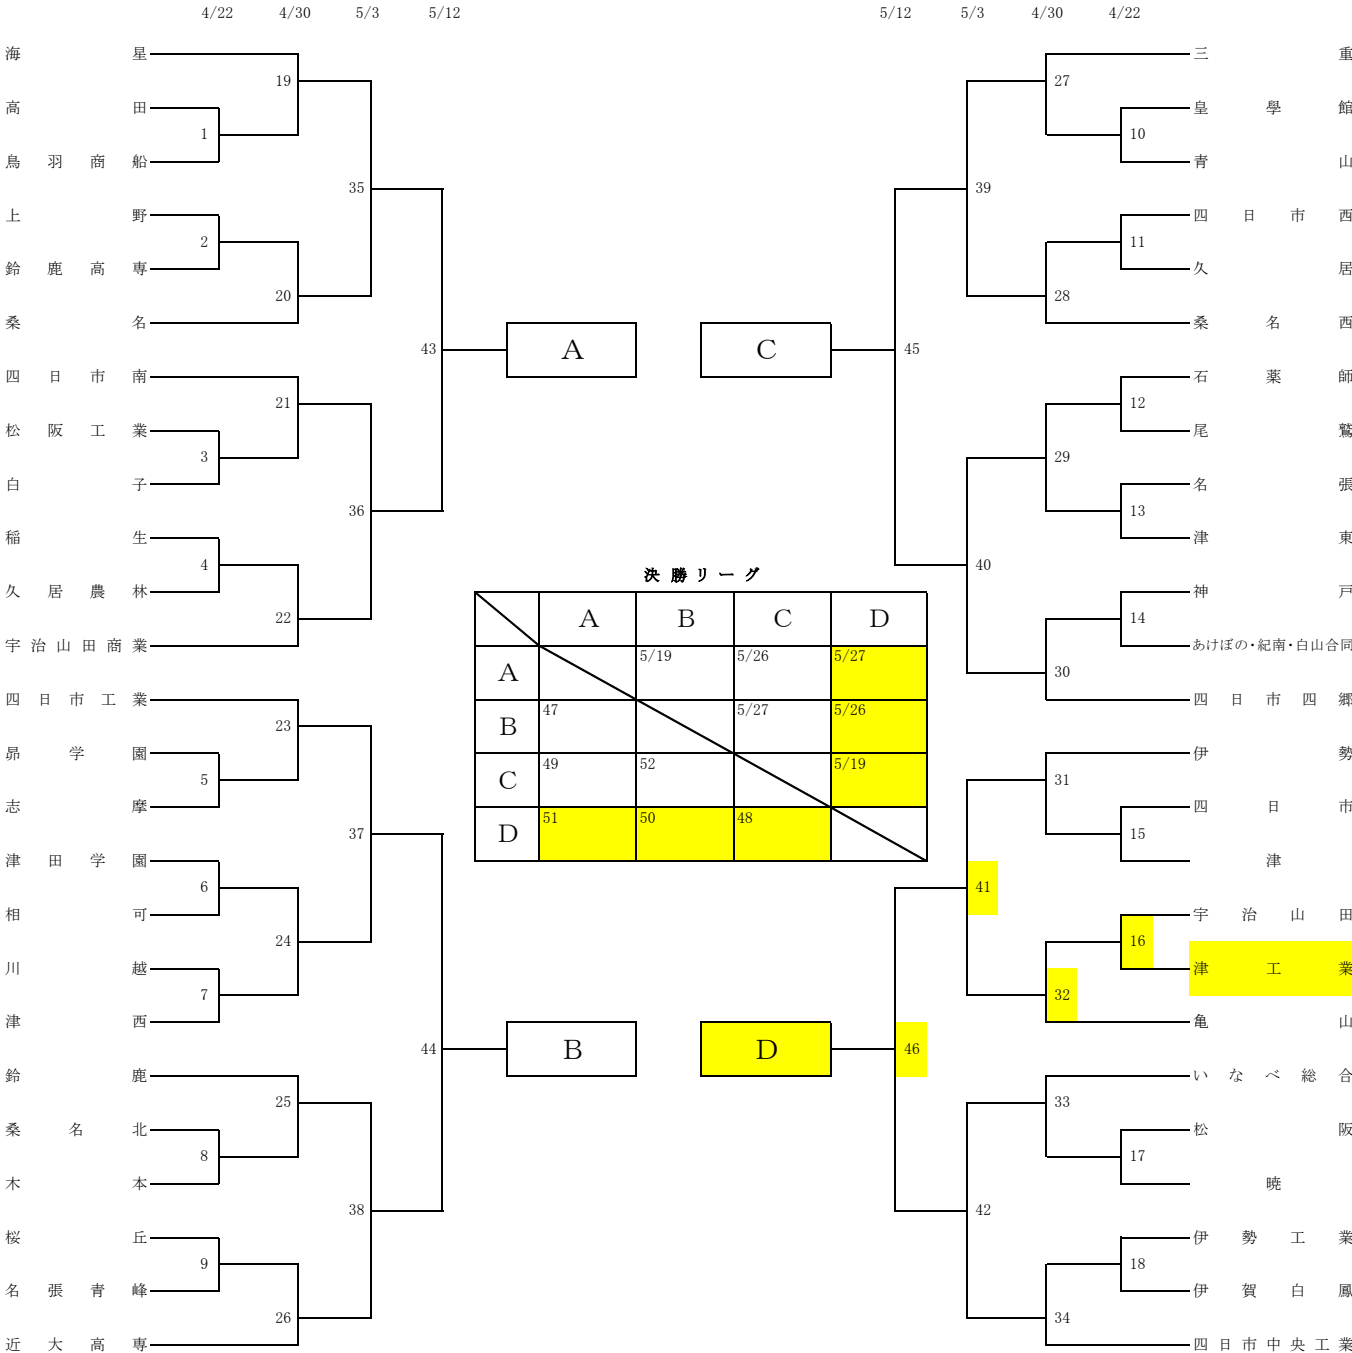 4/22 4/30 5/3 5/12 5/12 5/3 4/30 4/22
海星 三重
19 27
高田 皇學館
1 10
鳥羽商船 青山
35 39
上野 四日市西
2 11
鈴鹿高専 久居
20 28
桑名 桑名西
43 A C 45
四日市南 石薬師
21 12
松阪工業 尾鷲
3 29
白子 名張
36 13
稲生 津東
4 40
決勝リーグ
久居農林 神戸
22 A B C D 14
宇治山田商業 あけぼの・紀南・白山合同
A 5/19 5/26 5/27 30
四日市工業 四日市四郷
23 B 47 5/27 5/26
昴学園 伊勢
5 C 49 52 5/19 31
志摩 四日市
37 D 51 50 48 15
津田学園 津
6 41
相可 宇治山田
24 16
川越 津工業
7 32
津西 亀山
44 B D 46
鈴鹿 いなべ総合
25 33
桑名北 松阪
8 17
木本 暁
38 42
桜丘 伊勢工業
9 18
名張青峰 伊賀白鳳
26 34
近大高専 四日市中央工業